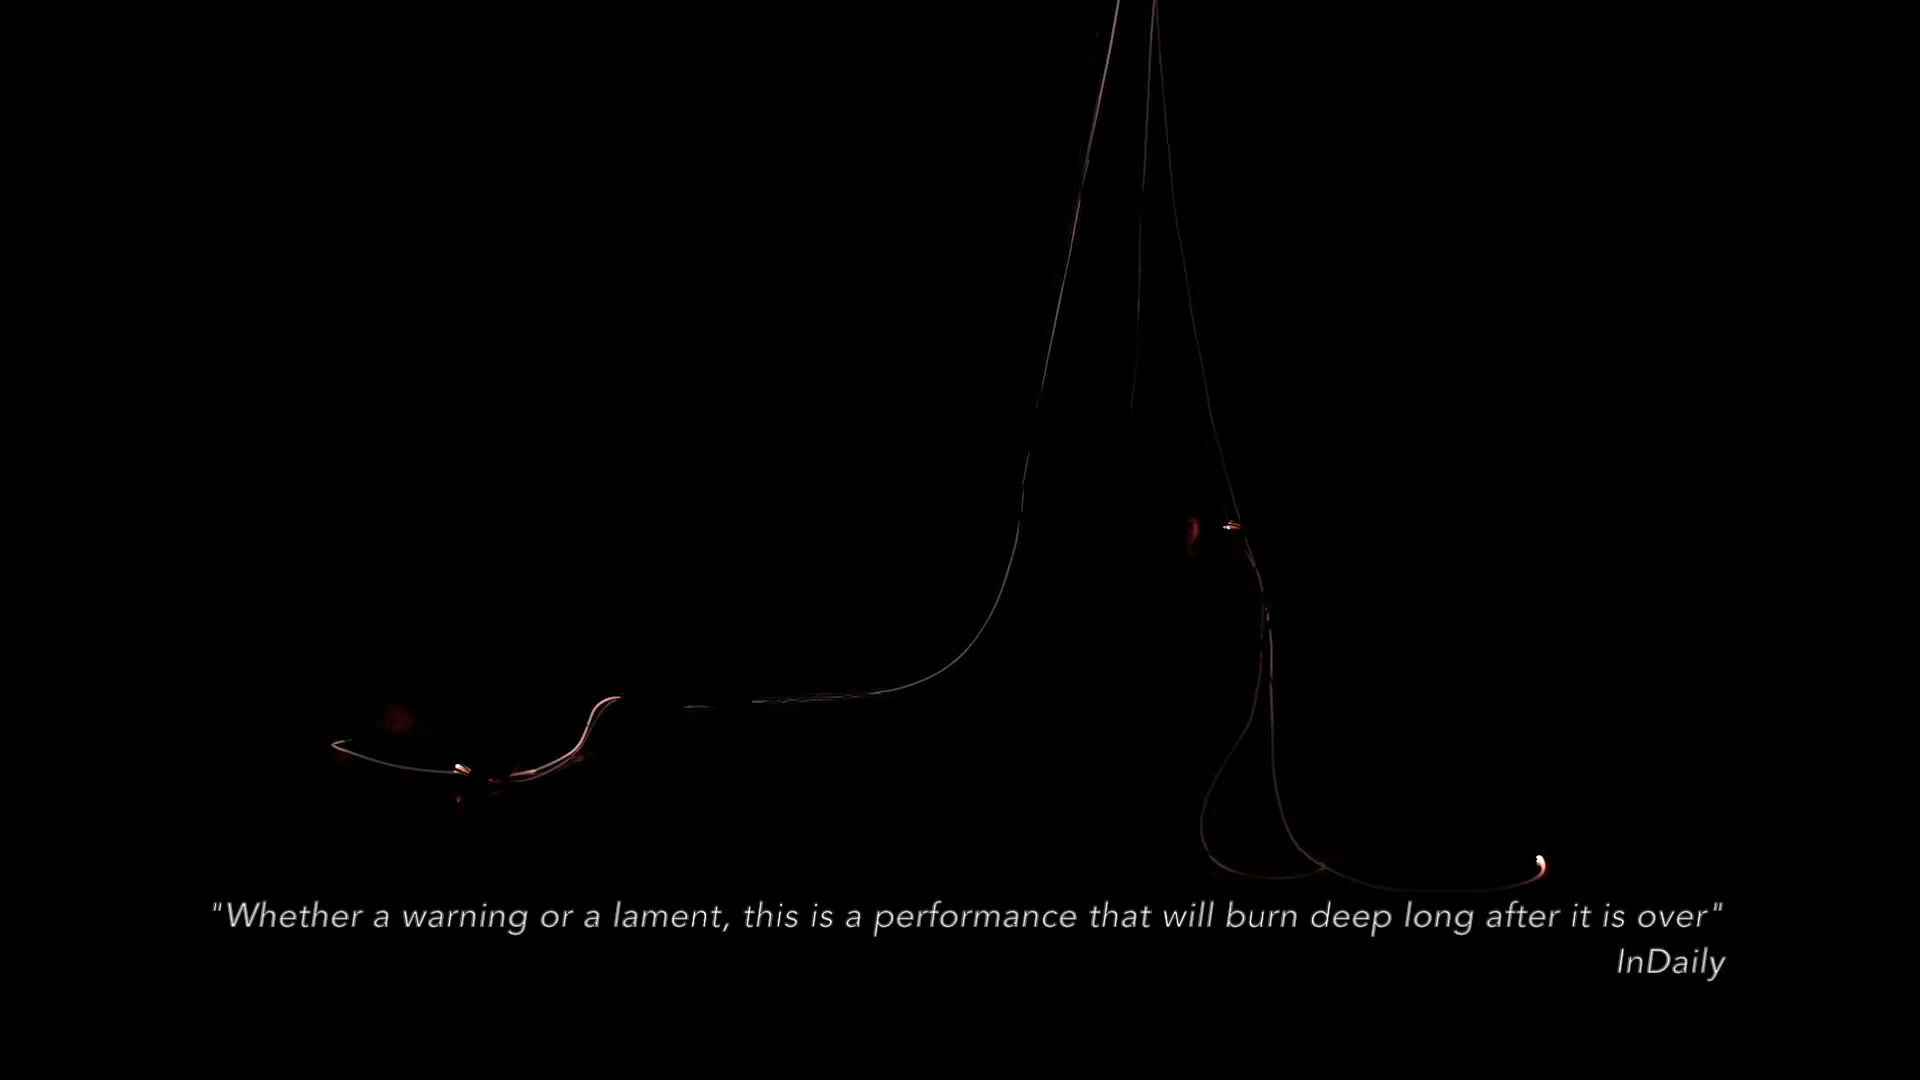 "Whether a warning or a lament, this is a performance that will burn deep long after it is over"
InDaily